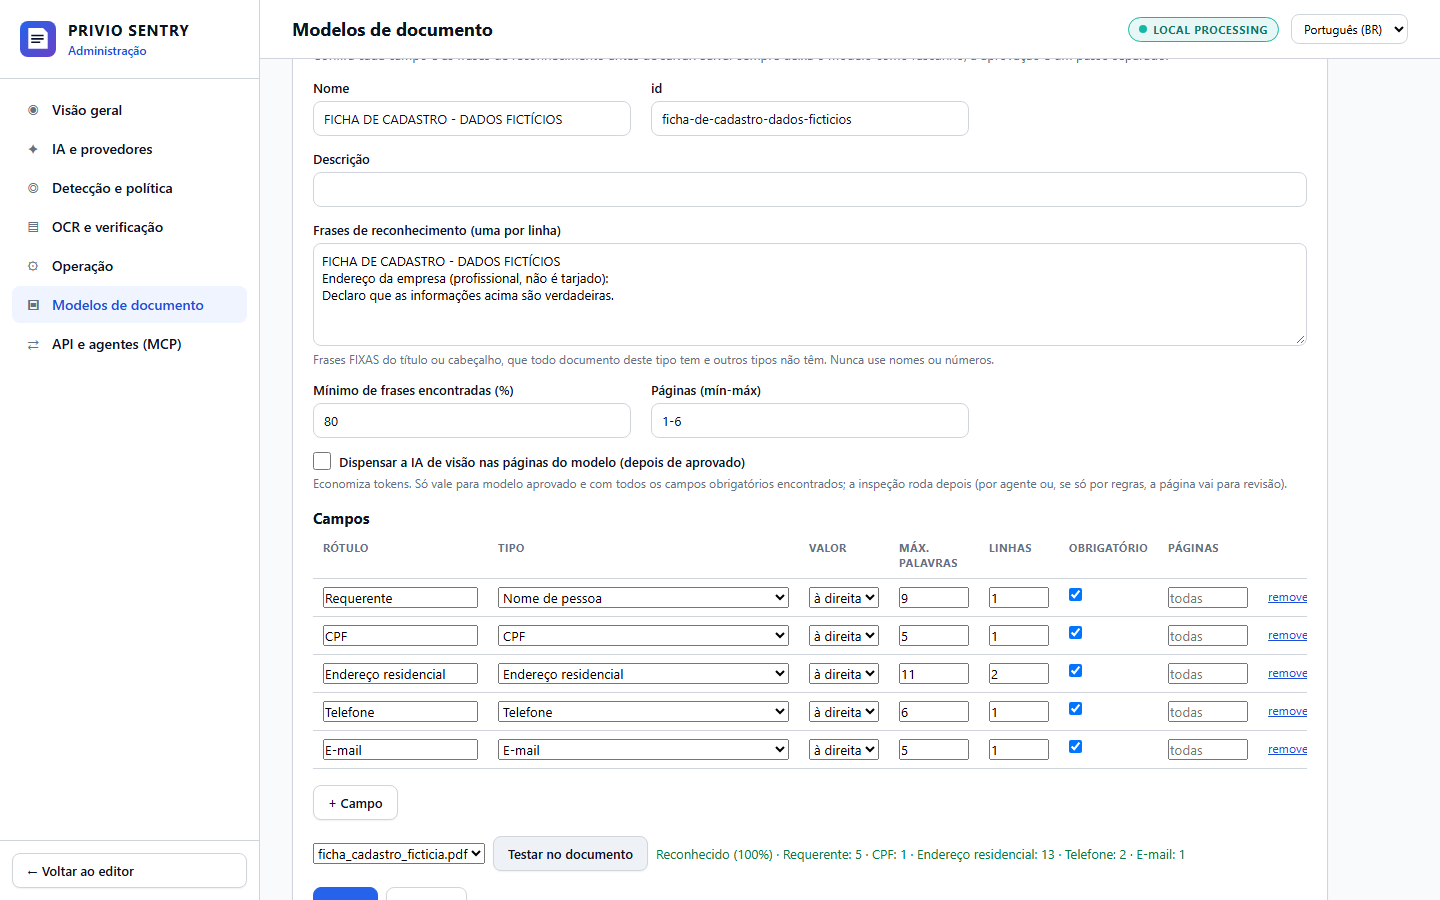 PRIVIO SENTRY
Administração
Modelos de documento
LOCAL PROCESSING
Português (BR)
Visão geral
IA e provedores
Detecção e política
OCR e verificação
Operação
Modelos de documento
API e agentes (MCP)
← Voltar ao editor
Nome
id
FICHA DE CADASTRO - DADOS FICTÍCIOS
ficha-de-cadastro-dados-ficticios
Descrição
Frases de reconhecimento (uma por linha)
FICHA DE CADASTRO - DADOS FICTÍCIOS
Endereço da empresa (profissional, não é tarjado):
Declaro que as informações acima são verdadeiras.
Frases FIXAS do título ou cabeçalho, que todo documento deste tipo tem e outros tipos não têm. Nunca use nomes ou números.
Mínimo de frases encontradas (%)
Páginas (mín-máx)
80
1-6
Dispensar a IA de visão nas páginas do modelo (depois de aprovado)
Economiza tokens. Só vale para modelo aprovado e com todos os campos obrigatórios encontrados; a inspeção roda depois (por agente ou, se só por regras, a página vai para revisão).
Campos
RÓTULO TIPO VALOR MÁX. PALAVRAS LINHAS OBRIGATÓRIO PÁGINAS
Requerente Nome de pessoa à direita 9 1 todas remove
CPF CPF à direita 5 1 todas remove
Endereço residencial Endereço residencial à direita 11 2 todas remove
Telefone Telefone à direita 6 1 todas remove
E-mail E-mail à direita 5 1 todas remove
+ Campo
ficha_cadastro_ficticia.pdf
Testar no documento
Reconhecido (100%) · Requerente: 5 · CPF: 1 · Endereço residencial: 13 · Telefone: 2 · E-mail: 1